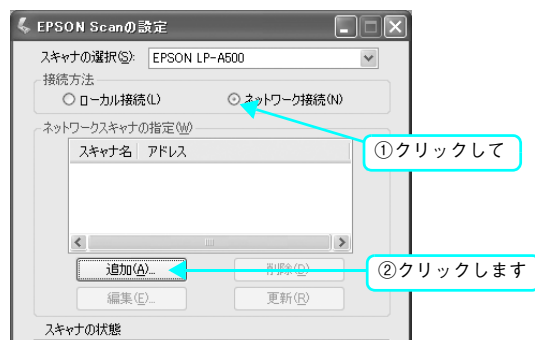 EPSON Scanの設定
スキャナの選択(S): EPSON LP-A500
接続方法
ローカル接続(L) ネットワーク接続(N)
ネットワークスキャナの指定(W)
スキャナ名 アドレス
①クリックして
追加(A)... 削除(D)...
②クリックします
編集(E)... 更新(R)
スキャナの状態